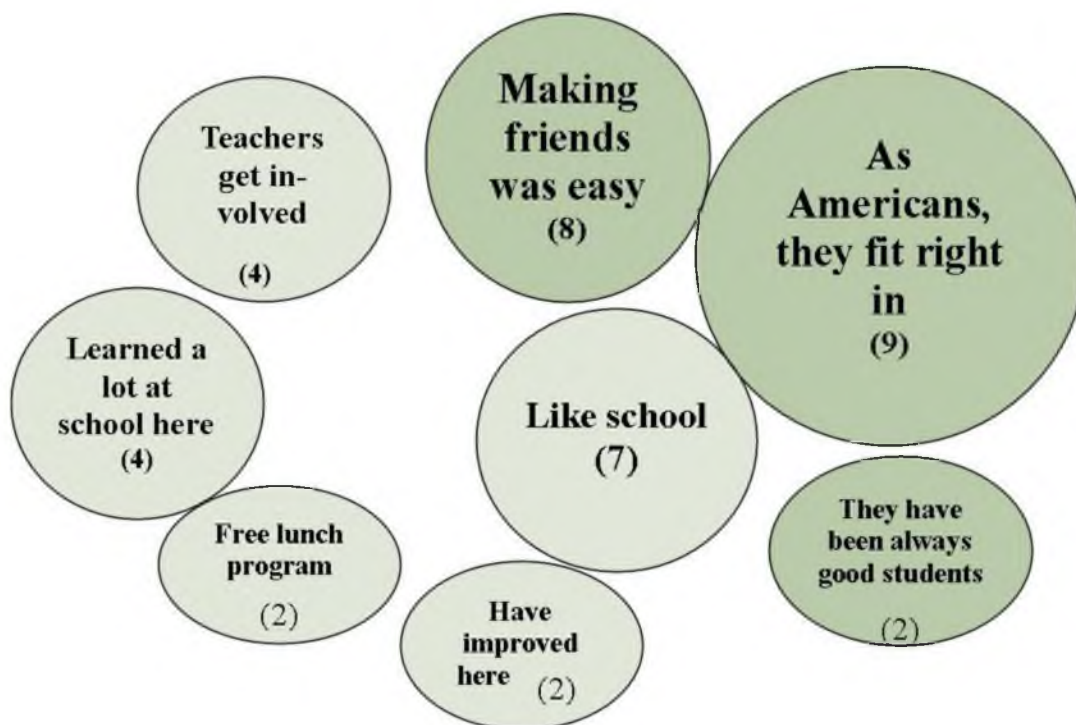 Teachers
get in-
volved
(4)
Making
friends
was easy
(8)
As
Americans,
they fit right
in
(9)
Learned a
lot at
school here
(4)
Like school
(7)
Free lunch
program
(2)
Have
improved
here (2)
They have
been always
good students
(2)